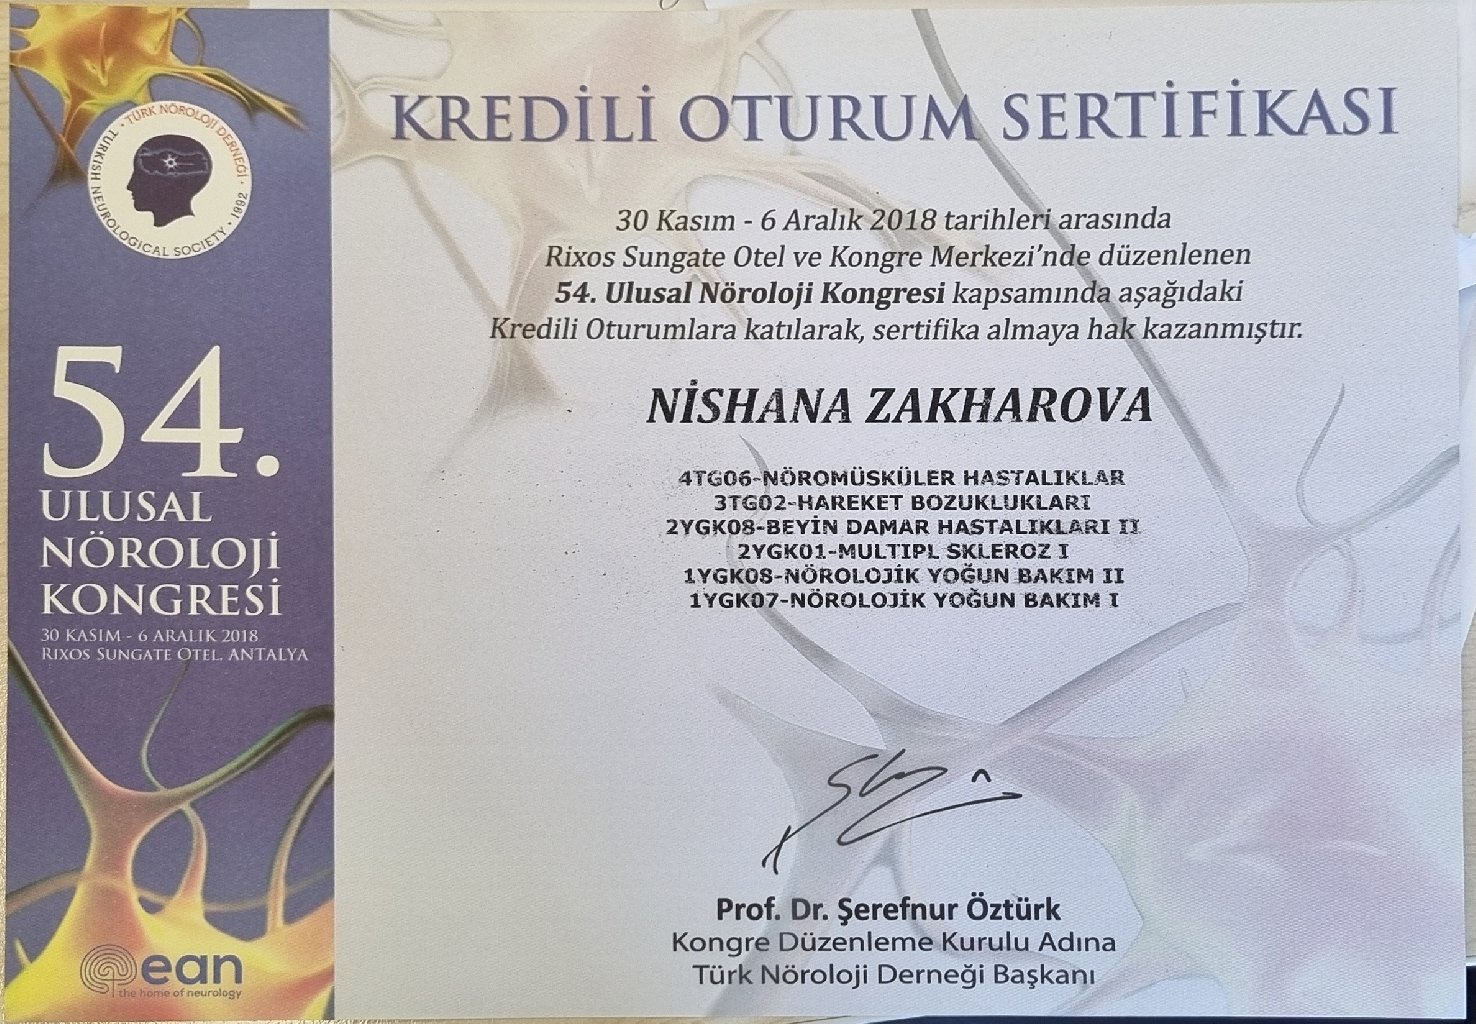 TÜRK NÖROLOJİ DERNEĞİ · 1992 · TURKISH NEUROLOGICAL SOCIETY ·
54.
ULUSAL
NÖROLOJİ
KONGRESİ
30 KASIM - 6 ARALIK 2018
RIXOS SUNGATE OTEL. ANTALYA
ean
the home of neurology
KREDİLİ OTURUM SERTİFİKASI
30 Kasım - 6 Aralık 2018 tarihleri arasında
Rixos Sungate Otel ve Kongre Merkezi'nde düzenlenen
54. Ulusal Nöroloji Kongresi kapsamında aşağıdaki
Kredili Oturumlara katılarak, sertifika almaya hak kazanmıştır.
NİSHANA ZAKHAROVA
4TG06-NÖROMÜSKÜLER HASTALIKLAR
3TG02-HAREKET BOZUKLUKLARI
2YGK08-BEYİN DAMAR HASTALIKLARI II
2YGK01-MULTIPL SKLEROZ I
1YGK08-NÖROLOJİK YOĞUN BAKIM II
1YGK07-NÖROLOJİK YOĞUN BAKIM I
Prof. Dr. Şerefnur Öztürk
Kongre Düzenleme Kurulu Adına
Türk Nöroloji Derneği Başkanı